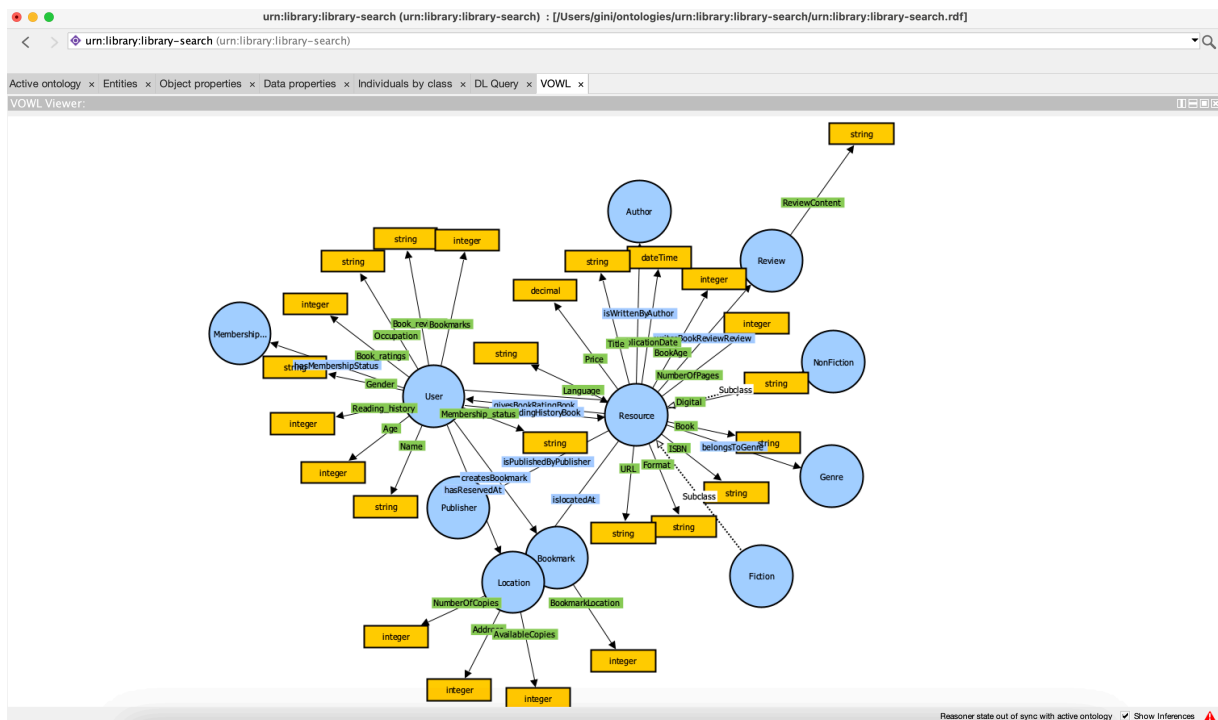 urn:library:library-search (urn:library:library-search) : [/Users/gini/ontologies/urn:library:library-search/urn:library:library-search.rdf]
urn:library:library-search (urn:library:library-search)
Active ontology × Entities × Object properties × Data properties × Individuals by class × DL Query × VOWL ×
VOWL Viewer:
string
ReviewContent
Author
string
integer
string
string
dateTime
Review
integer
decimal
integer
isWrittenByAuthor
integer
Membership...
Bookmarks
Occupation
Title
BookReviewReview
string
Book_ratings
Price
BookAge
NonFiction
hasMembershipStatus
NumberOfPages
string
Gender
Language
Subclass
User
Digital
Reading_history
Membership_status
Resource
integer
Age
Book
string
Name
string
ISBN
belongsToGenre
isPublishedByPublisher
integer
URL
Format
Genre
createsBookmark
hasReservedAt
Subclass
string
string
Publisher
islocatedAt
string
string
Bookmark
Location
Fiction
NumberOfCopies
BookmarkLocation
integer
AvailableCopies
integer
integer
integer
Reasoner state out of sync with active ontology Show Inferences